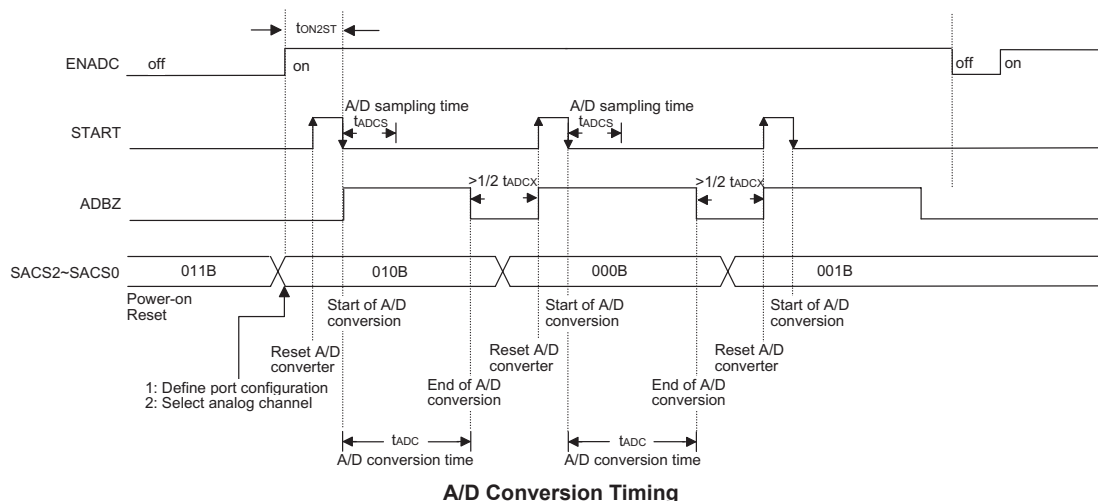 tON2ST
ENADC
off
on
off
on
A/D sampling time
tADCS
A/D sampling time
tADCS
START
>1/2 tADCX
>1/2 tADCX
ADBZ
SACS2~SACS0
011B
010B
000B
001B
Power-on
Reset
Start of A/D
conversion
Start of A/D
conversion
Start of A/D
conversion
Reset A/D
converter
Reset A/D
converter
Reset A/D
converter
1: Define port configuration
2: Select analog channel
End of A/D
conversion
End of A/D
conversion
tADC
A/D conversion time
tADC
A/D conversion time
A/D Conversion Timing